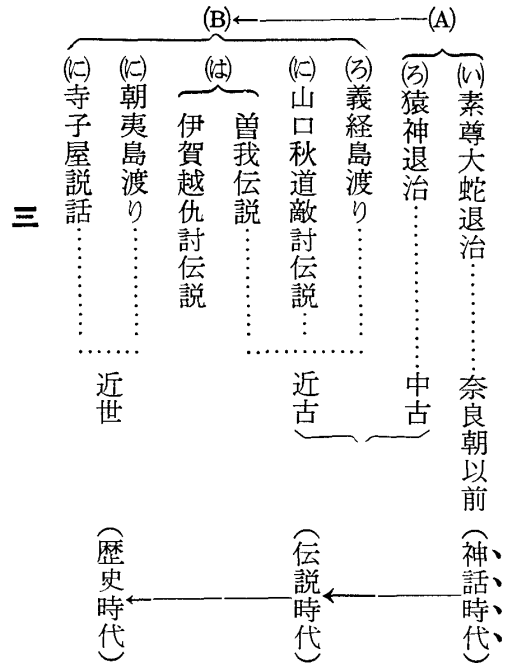 (A)
(い)素尊大蛇退治…………奈良朝以前(神話時代)
(ろ)猿神退治…………中古
(B)
(ろ)義経島渡り…………
(に)山口秋道敵討伝説…近古(伝説時代)
(は)
曽我伝説…………
伊賀越仇討伝説
(に)朝夷島渡り…………近世(歴史時代)
(に)寺子屋説話…………
三